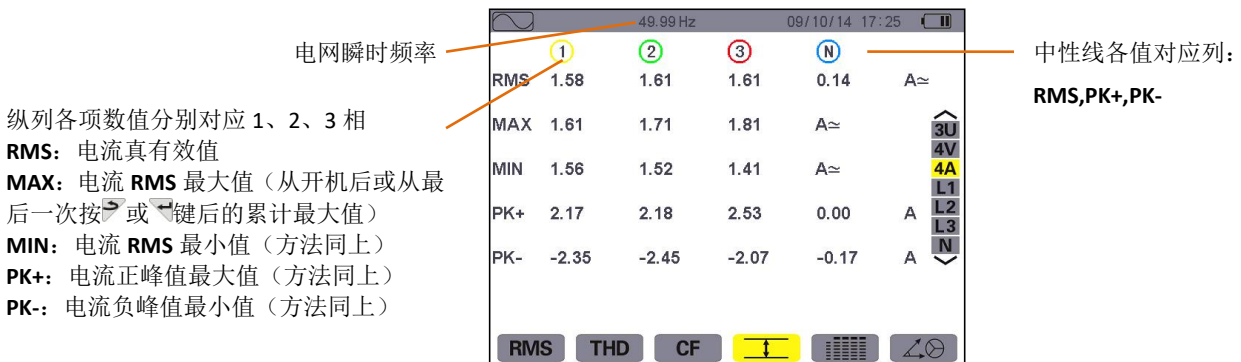 电网瞬时频率
纵列各项数值分别对应 1、2、3 相
RMS：电流真有效值
MAX：电流 RMS 最大值（从开机后或从最
后一次按或键后的累计最大值）
MIN：电流 RMS 最小值（方法同上）
PK+：电流正峰值最大值（方法同上）
PK-：电流负峰值最小值（方法同上）
49.99 Hz 09/10/14 17:25
1 2 3 N
RMS 1.58 1.61 1.61 0.14 A≃
MAX 1.61 1.71 1.81 A≃
MIN 1.56 1.52 1.41 A≃
PK+ 2.17 2.18 2.53 0.00 A
PK- -2.35 -2.45 -2.07 -0.17 A
3U
4V
4A
L1
L2
L3
N
RMS THD CF
中性线各值对应列：
RMS,PK+,PK-